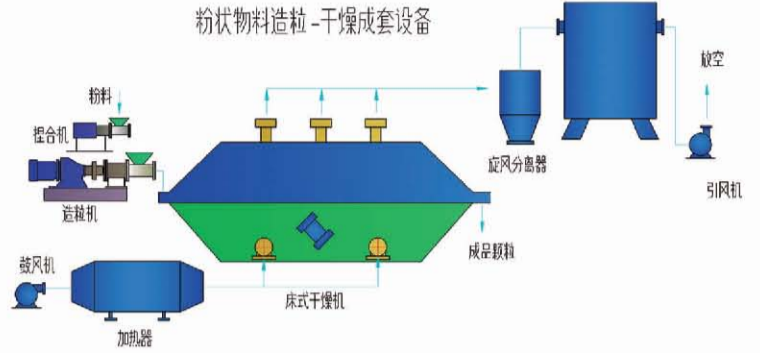 粉状物料造粒-干燥成套设备
放空
粉料
捏合机
旋风分离器
引风机
造粒机
成品颗粒
鼓风机
床式干燥机
加热器